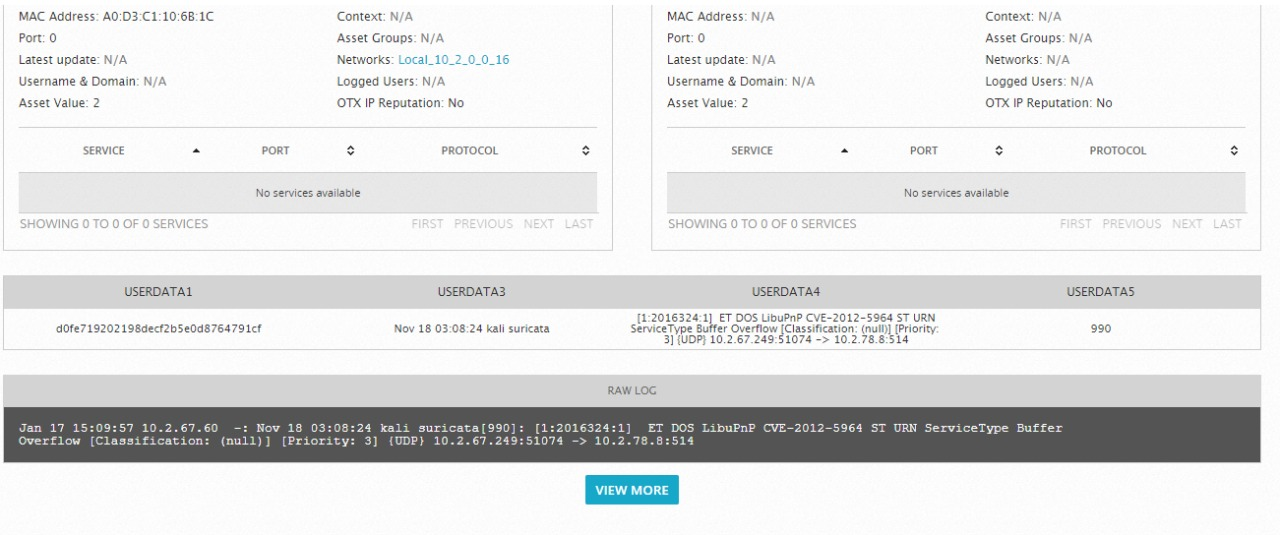 MAC Address: A0:D3:C1:10:6B:1C
Port: 0
Latest update: N/A
Username & Domain: N/A
Asset Value: 2
Context: N/A
Asset Groups: N/A
Networks: Local_10_2_0_0_16
Logged Users: N/A
OTX IP Reputation: No
SERVICE PORT PROTOCOL
No services available
SHOWING 0 TO 0 OF 0 SERVICES FIRST PREVIOUS NEXT LAST
MAC Address: N/A
Port: 0
Latest update: N/A
Username & Domain: N/A
Asset Value: 2
Context: N/A
Asset Groups: N/A
Networks: N/A
Logged Users: N/A
OTX IP Reputation: No
SERVICE PORT PROTOCOL
No services available
SHOWING 0 TO 0 OF 0 SERVICES FIRST PREVIOUS NEXT LAST
USERDATA1 USERDATA3 USERDATA4 USERDATA5
d0fe719202198decf2b5e0d8764791cf
Nov 18 03:08:24 kali suricata
[1:2016324:1] ET DOS LibuPnP CVE-2012-5964 ST URN
ServiceType Buffer Overflow [Classification: (null)] [Priority:
3] {UDP} 10.2.67.249:51074 -> 10.2.78.8:514
990
RAW LOG
Jan 17 15:09:57 10.2.67.60 -: Nov 18 03:08:24 kali suricata[990]: [1:2016324:1] ET DOS LibuPnP CVE-2012-5964 ST URN ServiceType Buffer
Overflow [Classification: (null)] [Priority: 3] {UDP} 10.2.67.249:51074 -> 10.2.78.8:514
VIEW MORE